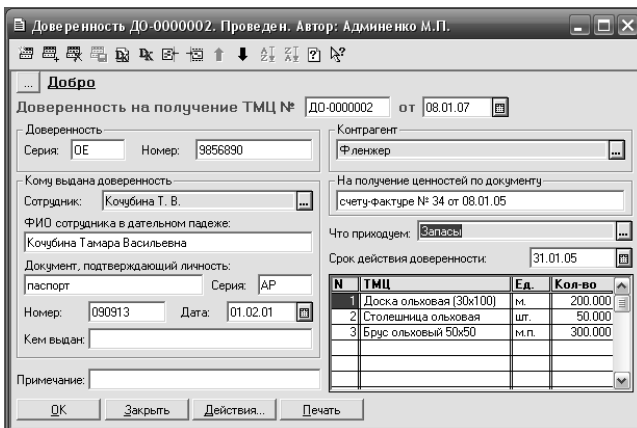 Доверенность ДО-0000002. Проведен. Автор: Админенко М.П.
... Добро
Доверенность на получение ТМЦ № ДО-0000002 от 08.01.07
Доверенность
Серия: ОЕ Номер: 9856890
Контрагент
Фленжер ...
Кому выдана доверенность
Сотрудник: Кочубина Т. В. ...
ФИО сотрудника в дательном падеже:
Кочубина Тамара Васильевна
Документ, подтверждающий личность:
паспорт Серия: АР
Номер: 090913 Дата: 01.02.01
Кем выдан:
На получение ценностей по документу
счету-фактуре № 34 от 08.01.05
Что приходуем: Запасы ...
Срок действия доверенности: 31.01.05
N ТМЦ Ед. Кол-во
1 Доска ольховая (30х100) м. 200.000
2 Столешница ольховая шт. 50.000
3 Брус ольховый 50х50 м.п. 300.000
Примечание:
OK Закрыть Действия... Печать